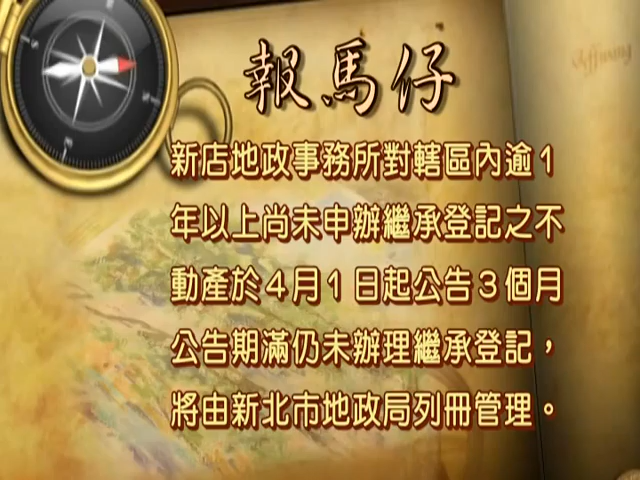 報馬仔
新店地政事務所對轄區內逾1
年以上尚未申辦繼承登記之不
動產於4月1日起公告3個月
公告期滿仍未辦理繼承登記，
將由新北市地政局列冊管理。